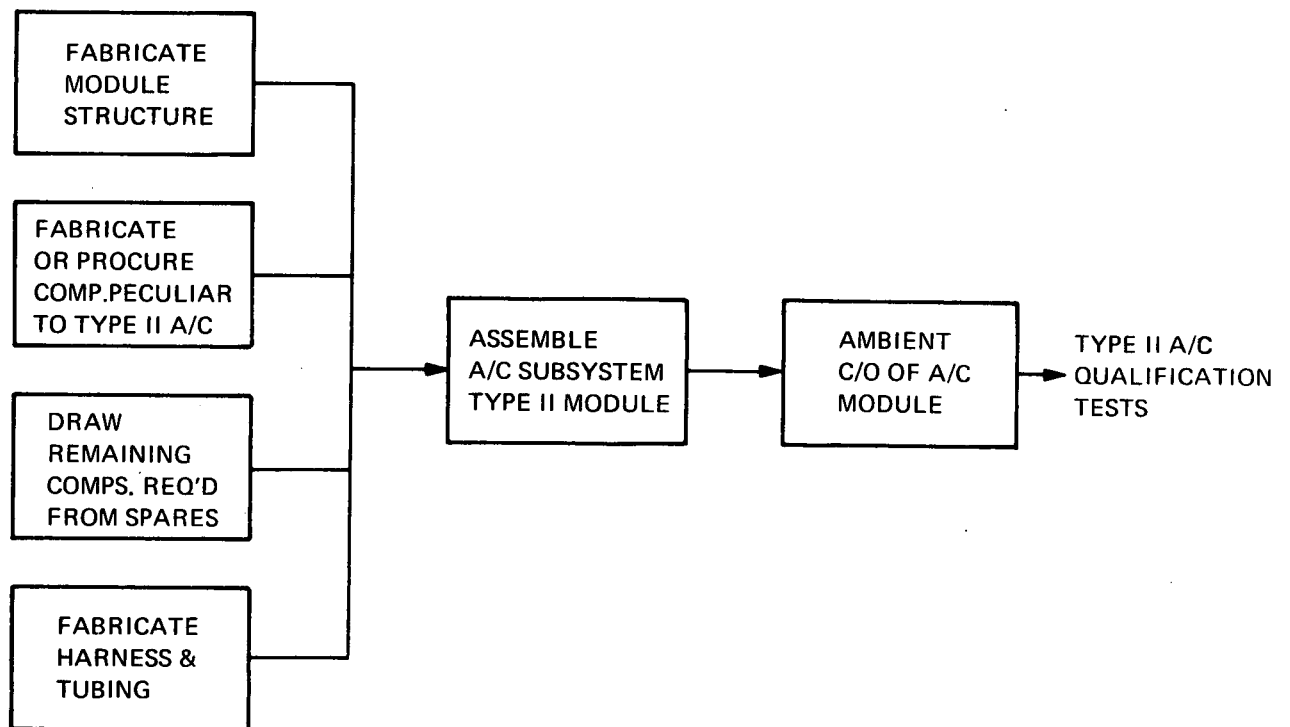 FABRICATE
MODULE
STRUCTURE
FABRICATE
OR PROCURE
COMP.PECULIAR
TO TYPE II A/C
DRAW
REMAINING
COMPS. REQ'D
FROM SPARES
FABRICATE
HARNESS &
TUBING
ASSEMBLE
A/C SUBSYSTEM
TYPE II MODULE
AMBIENT
C/O OF A/C
MODULE
TYPE II A/C
QUALIFICATION
TESTS